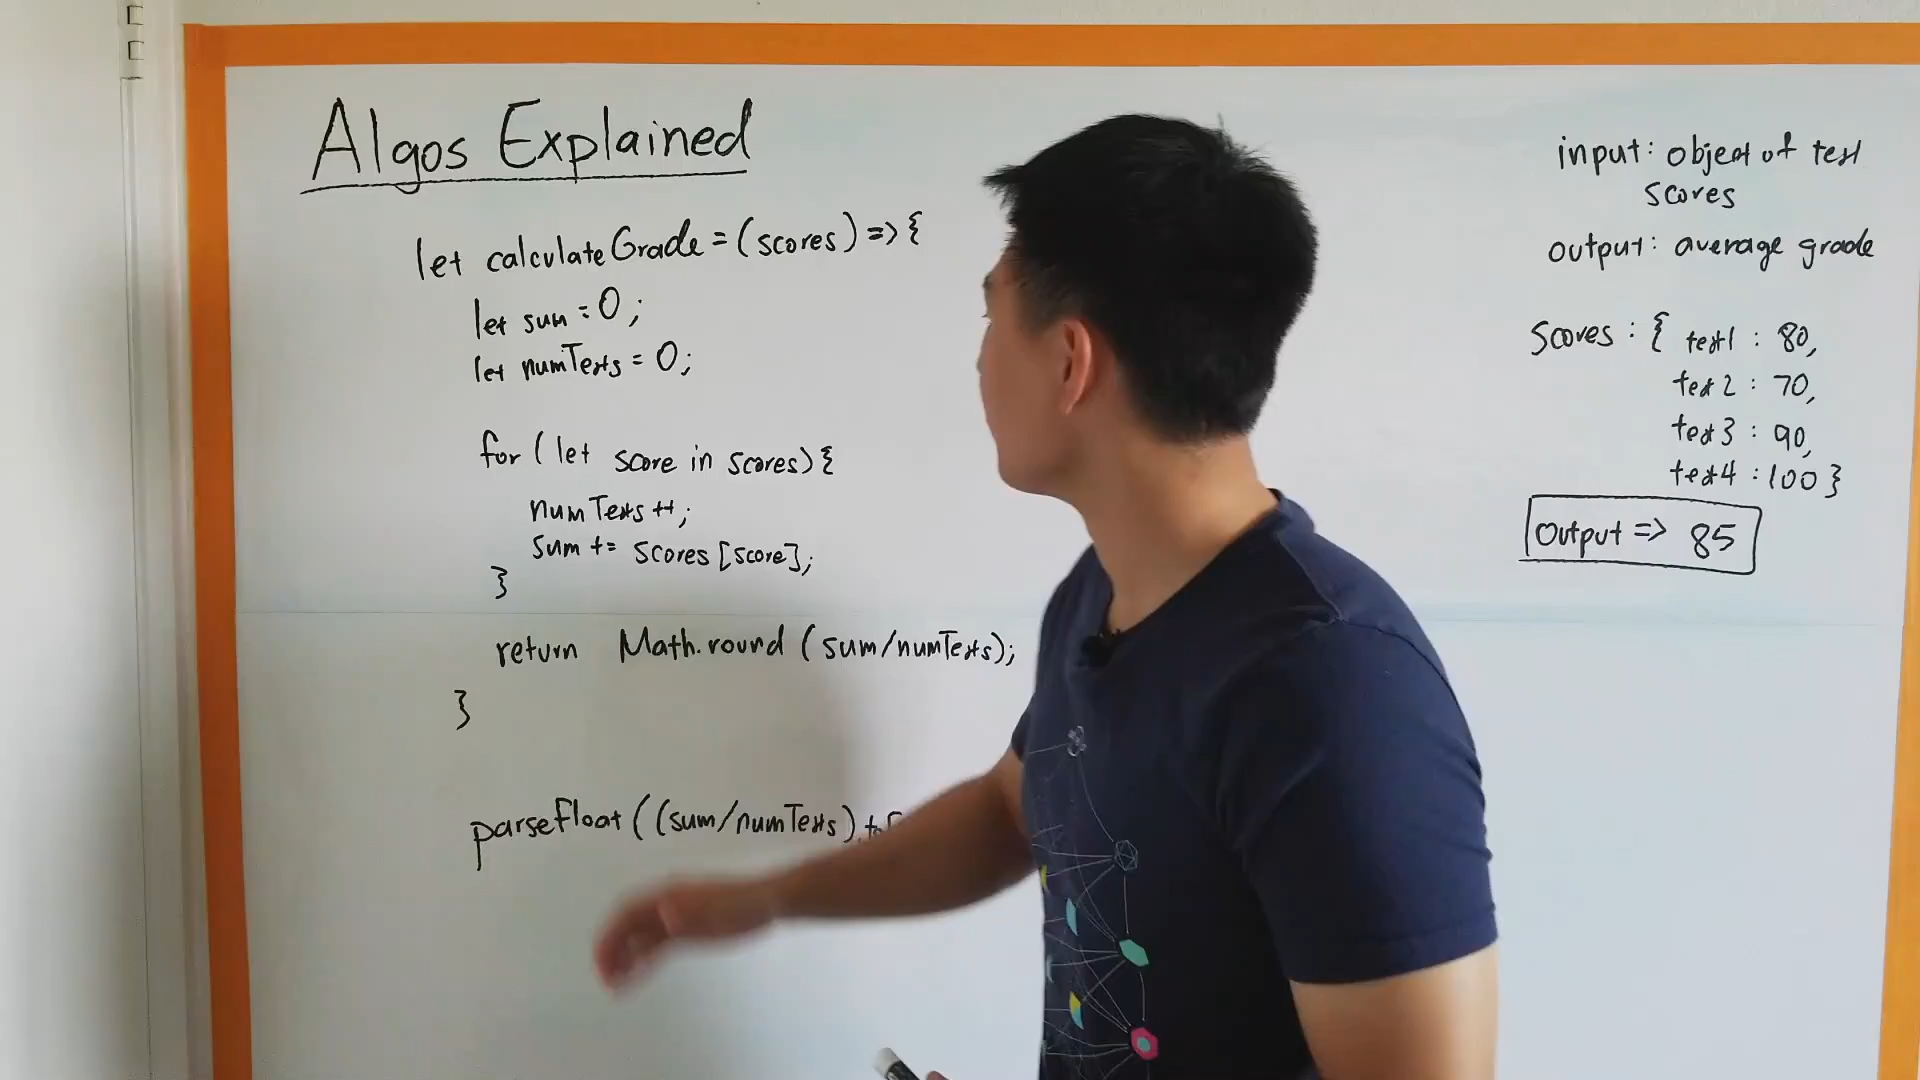 Algos Explained
let calculateGrade = (scores) => {
let sum = 0;
let numTests = 0;
for (let score in scores) {
numTests ++;
sum += scores [score];
}
return Math.round (sum/numTests);
}
parseFloat ((sum/numTests).
input: object of test
scores
output: average grade
Scores : { test1 : 80,
test2 : 70,
test3 : 90,
test4 : 100 }
Output => 85